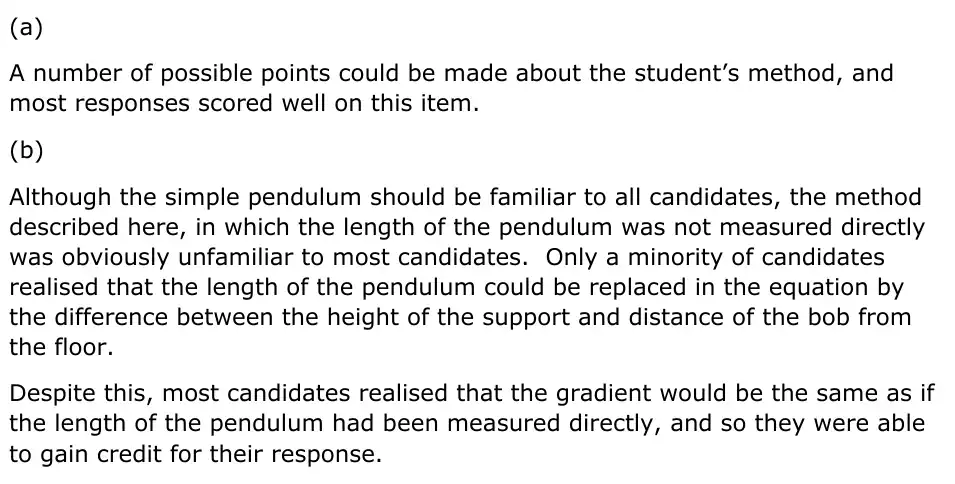 (a)
A number of possible points could be made about the student’s method, and
most responses scored well on this item.
(b)
Although the simple pendulum should be familiar to all candidates, the method
described here, in which the length of the pendulum was not measured directly
was obviously unfamiliar to most candidates.  Only a minority of candidates
realised that the length of the pendulum could be replaced in the equation by
the difference between the height of the support and distance of the bob from
the floor.
Despite this, most candidates realised that the gradient would be the same as if
the length of the pendulum had been measured directly, and so they were able
to gain credit for their response.